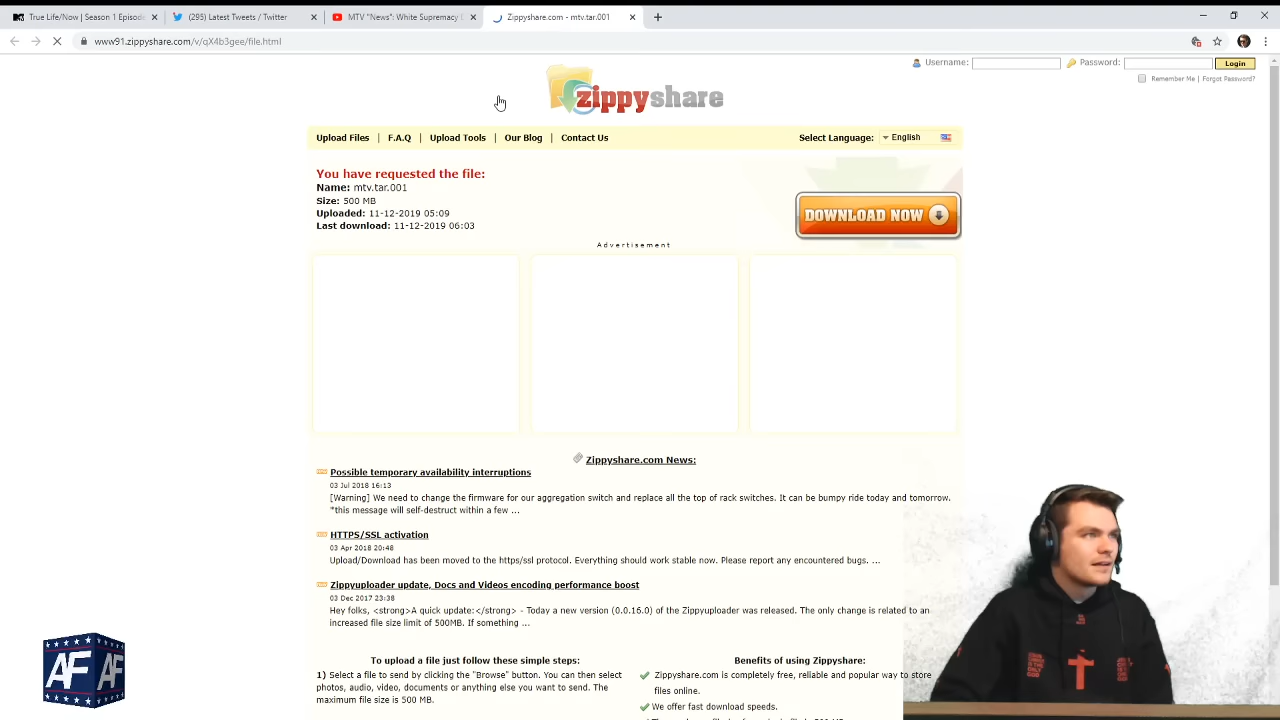 True Life/Now | Season 1 Episode
(295) Latest Tweets / Twitter
MTV "News": White Supremacy
Zippyshare.com - mtv.tar.001
www91.zippyshare.com/v/qX4b3gee/file.html
Username:
Password:
Login
Remember Me | Forgot Password?
zippyshare
Upload Files | F.A.Q | Upload Tools | Our Blog | Contact Us
Select Language: English
You have requested the file:
Name: mtv.tar.001
Size: 500 MB
Uploaded: 11-12-2019 05:09
Last download: 11-12-2019 06:03
DOWNLOAD NOW
Advertisement
Zippyshare.com News:
Possible temporary availability interruptions
03 Jul 2018 16:13
[Warning] We need to change the firmware for our aggregation switch and replace all the top of rack switches. It can be bumpy ride today and tomorrow.
*this message will self-destruct within a few ...
HTTPS/SSL activation
03 Apr 2018 20:48
Upload/Download has been moved to the https/ssl protocol. Everything should work stable now. Please report any encountered bugs. ...
Zippyuploader update, Docs and Videos encoding performance boost
03 Dec 2017 23:38
Hey folks, <strong>A quick update:</strong> - Today a new version (0.0.16.0) of the Zippyuploader was released. The only change is related to an
increased file size limit of 500MB. If something ...
To upload a file just follow these simple steps:
1) Select a file to send by clicking the "Browse" button. You can then select
photos, audio, video, documents or anything else you want to send. The
maximum file size is 500 MB.
Benefits of using Zippyshare:
Zippyshare.com is completely free, reliable and popular way to store
files online.
We offer fast download speeds.
AF
AF